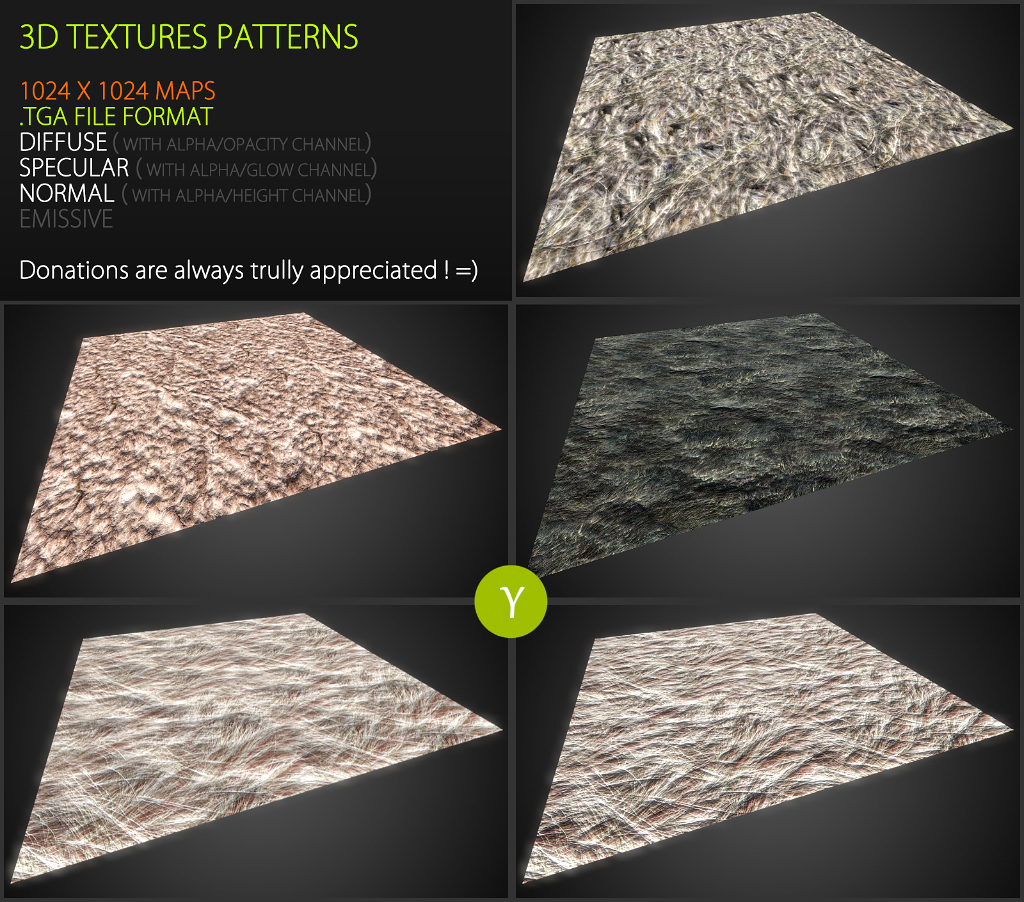 3D TEXTURES PATTERNS
1024 X 1024 MAPS
.TGA FILE FORMAT
DIFFUSE ( WITH ALPHA/OPACITY CHANNEL)
SPECULAR ( WITH ALPHA/GLOW CHANNEL)
NORMAL ( WITH ALPHA/HEIGHT CHANNEL)
EMISSIVE
Donations are always trully appreciated ! =)
Y